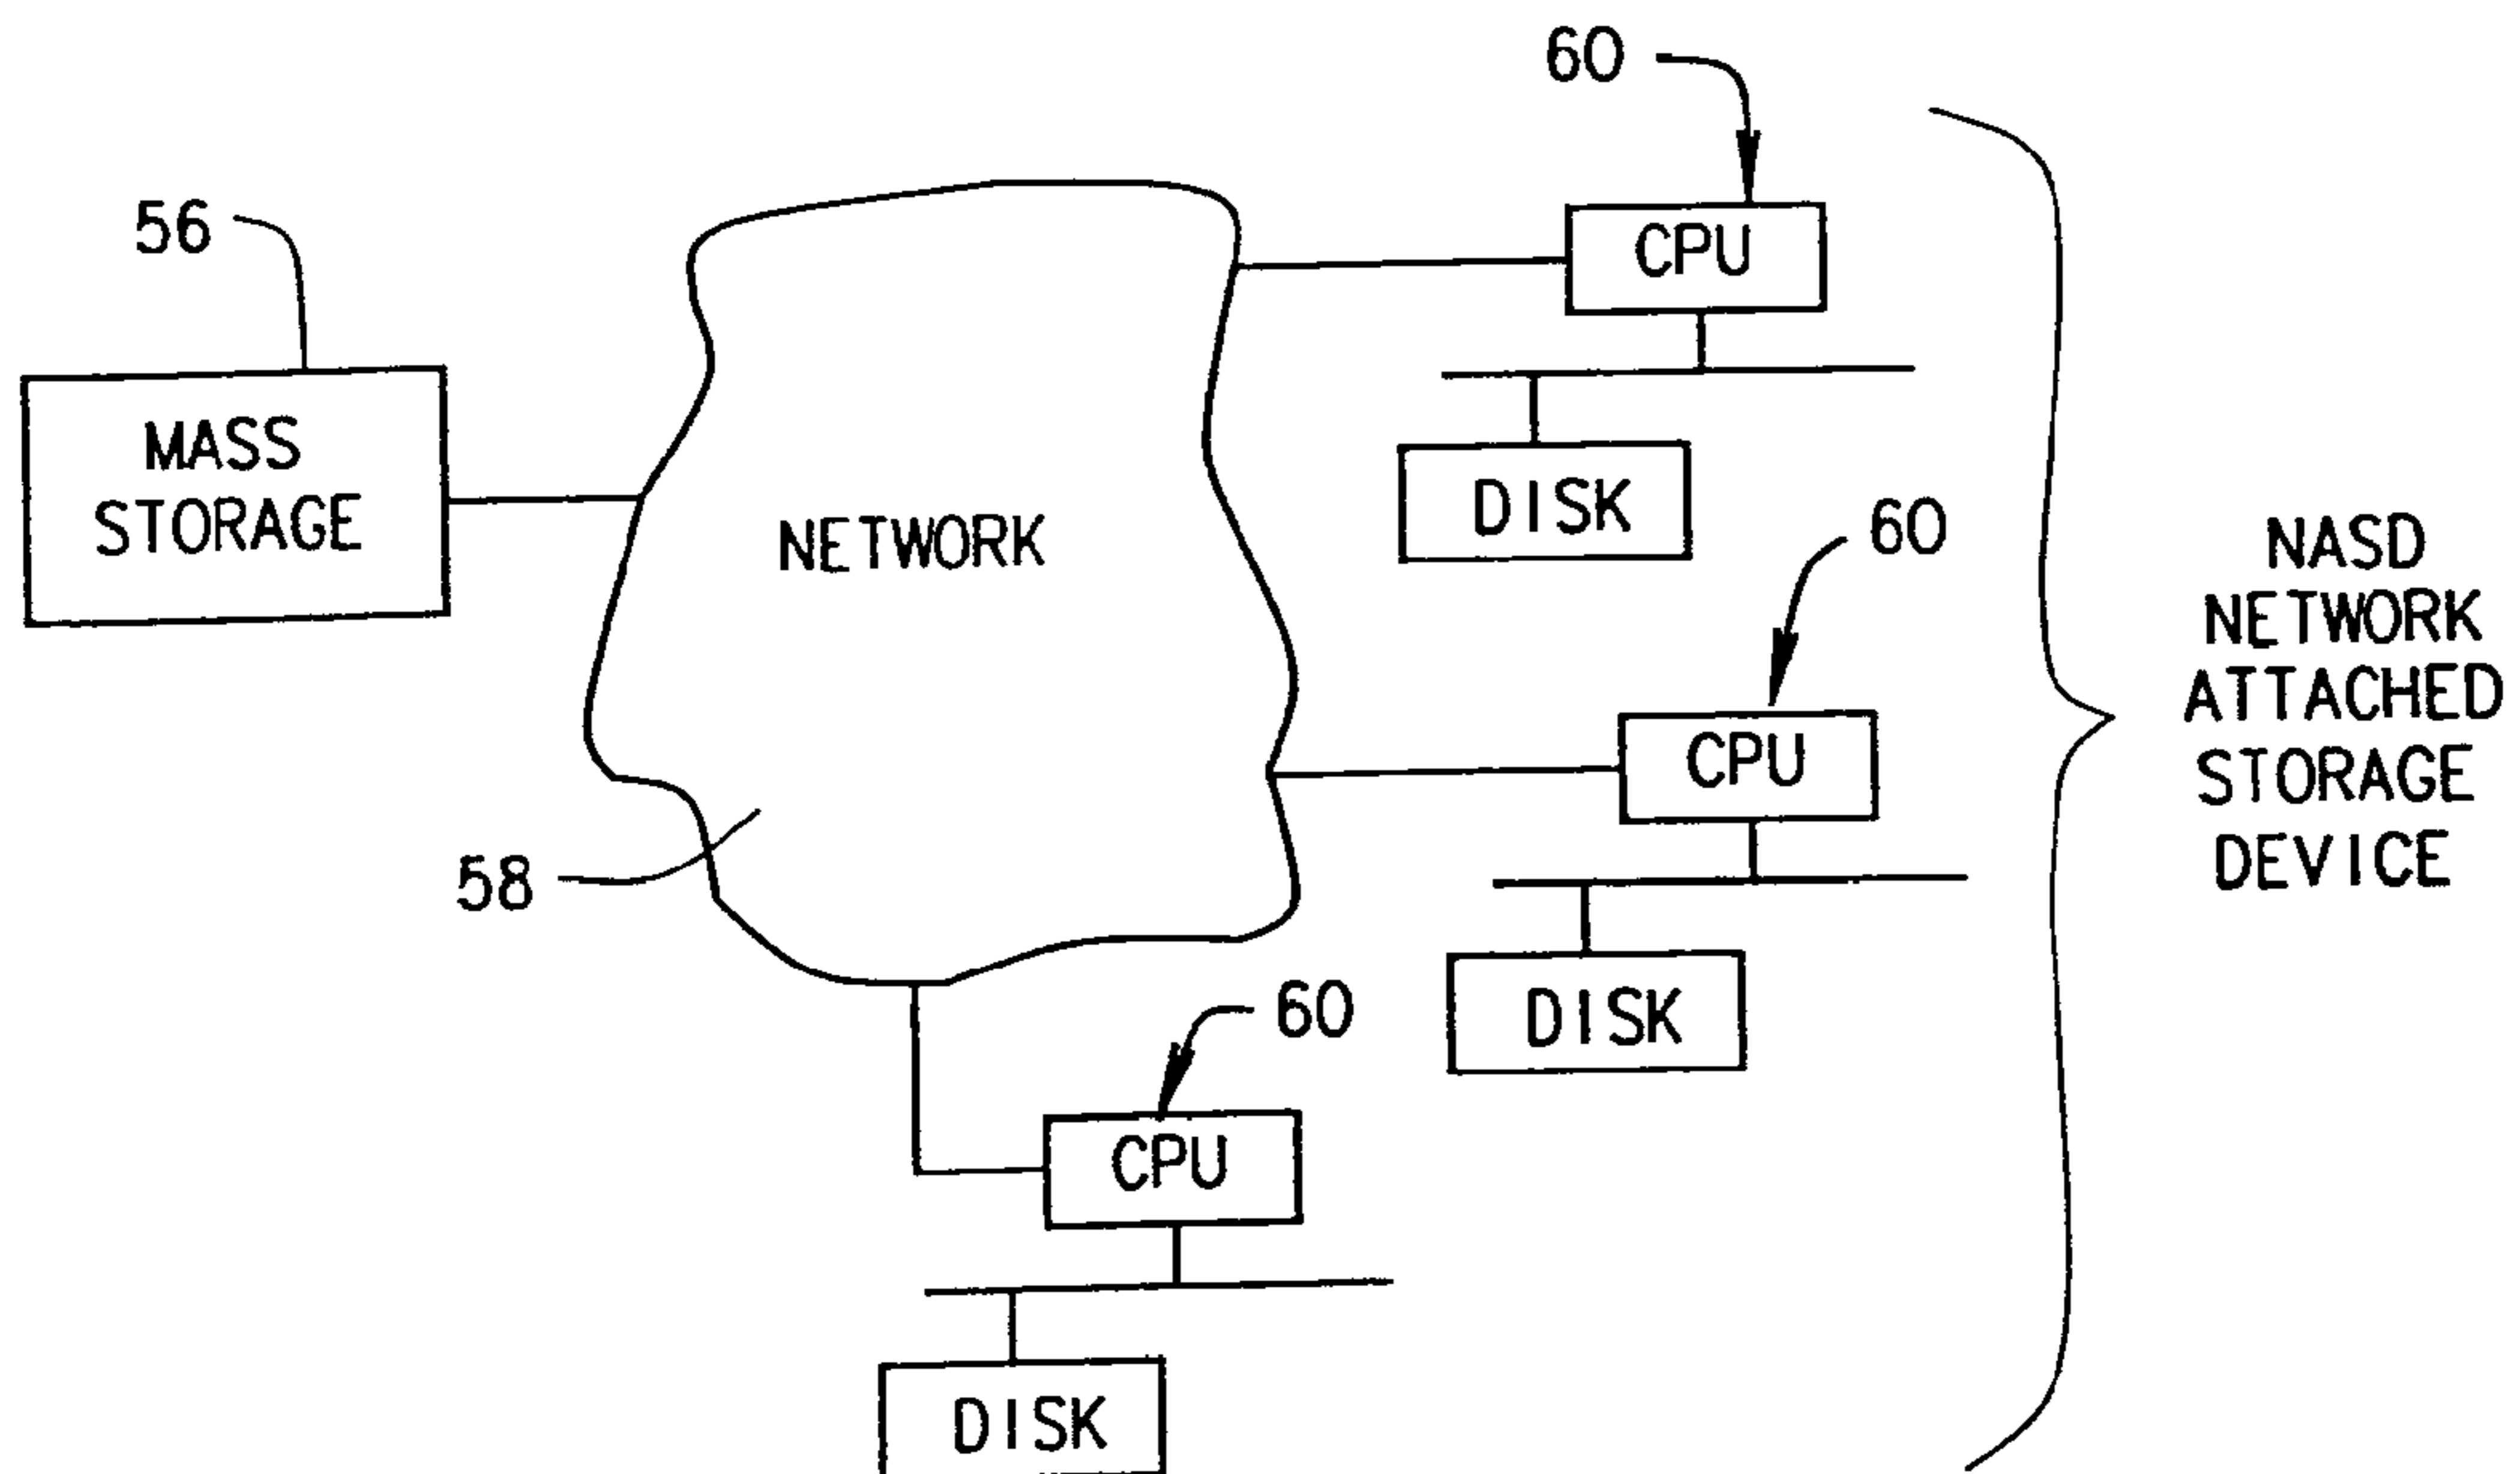 60
56
CPU
MASS
STORAGE
DISK
NETWORK
60
NASD
NETWORK
ATTACHED
STORAGE
DEVICE
CPU
58
DISK
60
CPU
DISK